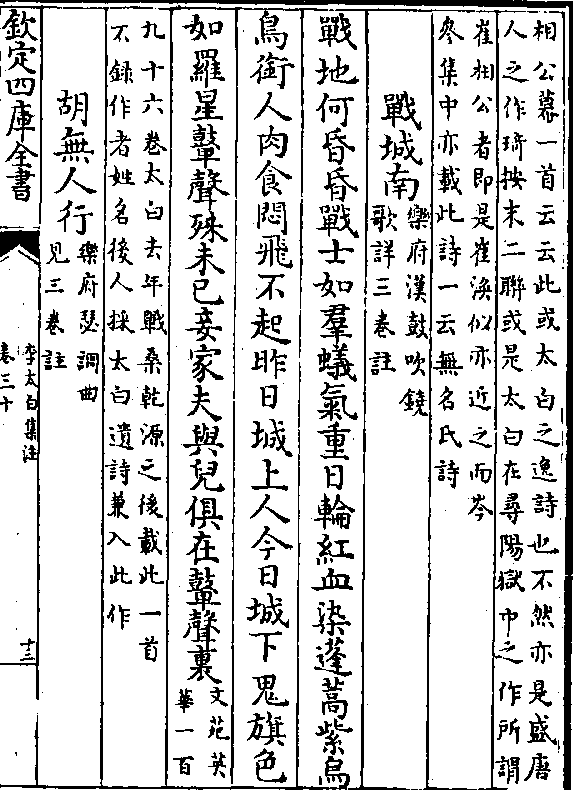 相公幕一首云云此或太白之逸詩也不然亦是盛唐
人之作琦按末二聯或是太白在尋陽獄中之作所謂
崔相公者即是崔渙似亦近之而岑
參集中亦載此詩一云無名氏詩
戰城南樂府漢鼓吹鐃
歌詳三卷註
戰地何昏昏戰士如羣蟻氣重日輪紅血染蓬蒿紫烏
鳥銜人肉食悶飛不起昨日城上人今日城下鬼旗色
如羅星鼙聲殊未已妾家夫與兒俱在鼙聲裏文苑英
華一百
九十六卷太白去年戰桑乾源之後載此一首
不録作者姓名後人採太白遺詩兼入此作
胡無人行樂府瑟調曲
見三卷註
欽定四庫全書
李太白集注
卷三十
十三